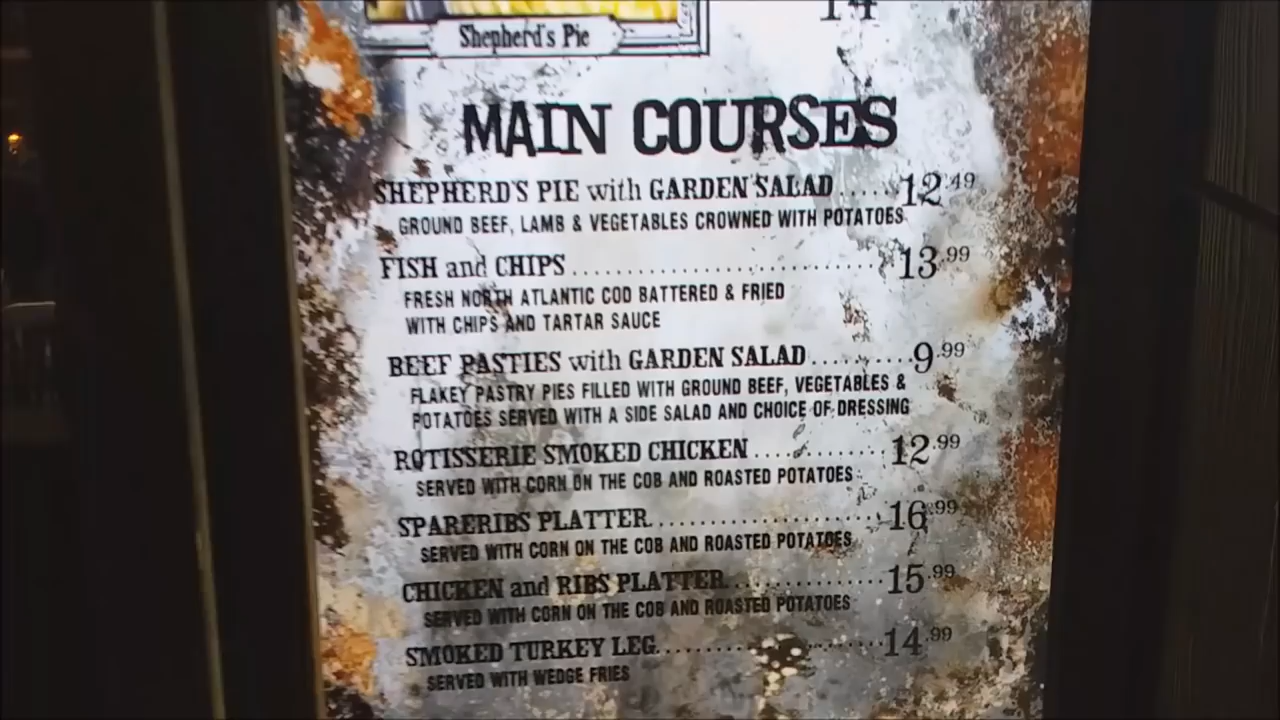 Shepherd's Pie
14
MAIN COURSES
SHEPHERD'S PIE with GARDEN SALAD.....12.49
GROUND BEEF, LAMB & VEGETABLES CROWNED WITH POTATOES
FISH and CHIPS..............................13.99
FRESH NORTH ATLANTIC COD BATTERED & FRIED
WITH CHIPS AND TARTAR SAUCE
BEEF PASTIES with GARDEN SALAD..........9.99
FLAKEY PASTRY PIES FILLED WITH GROUND BEEF, VEGETABLES &
POTATOES SERVED WITH A SIDE SALAD AND CHOICE OF DRESSING
ROTISSERIE SMOKED CHICKEN.............12.99
SERVED WITH CORN ON THE COB AND ROASTED POTATOES
SPARERIBS PLATTER.......................16.99
SERVED WITH CORN ON THE COB AND ROASTED POTATOES
CHICKEN and RIBS PLATTER...............15.99
SERVED WITH CORN ON THE COB AND ROASTED POTATOES
SMOKED TURKEY LEG......................14.99
SERVED WITH WEDGE FRIES